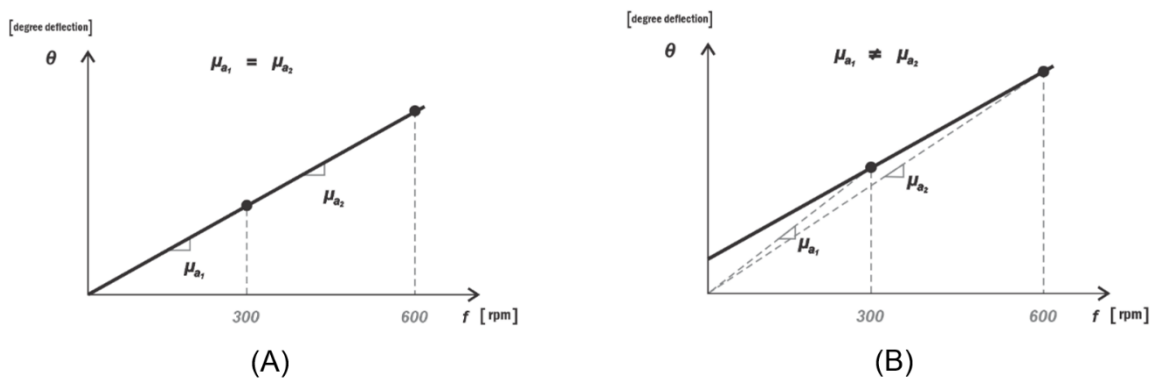 [degree deflection]
θ
μa₁ = μa₂
μa₂
μa₁
300
600
f [rpm]
(A)
[degree deflection]
θ
μa₁ ≠ μa₂
μa₂
μa₁
300
600
f [rpm]
(B)